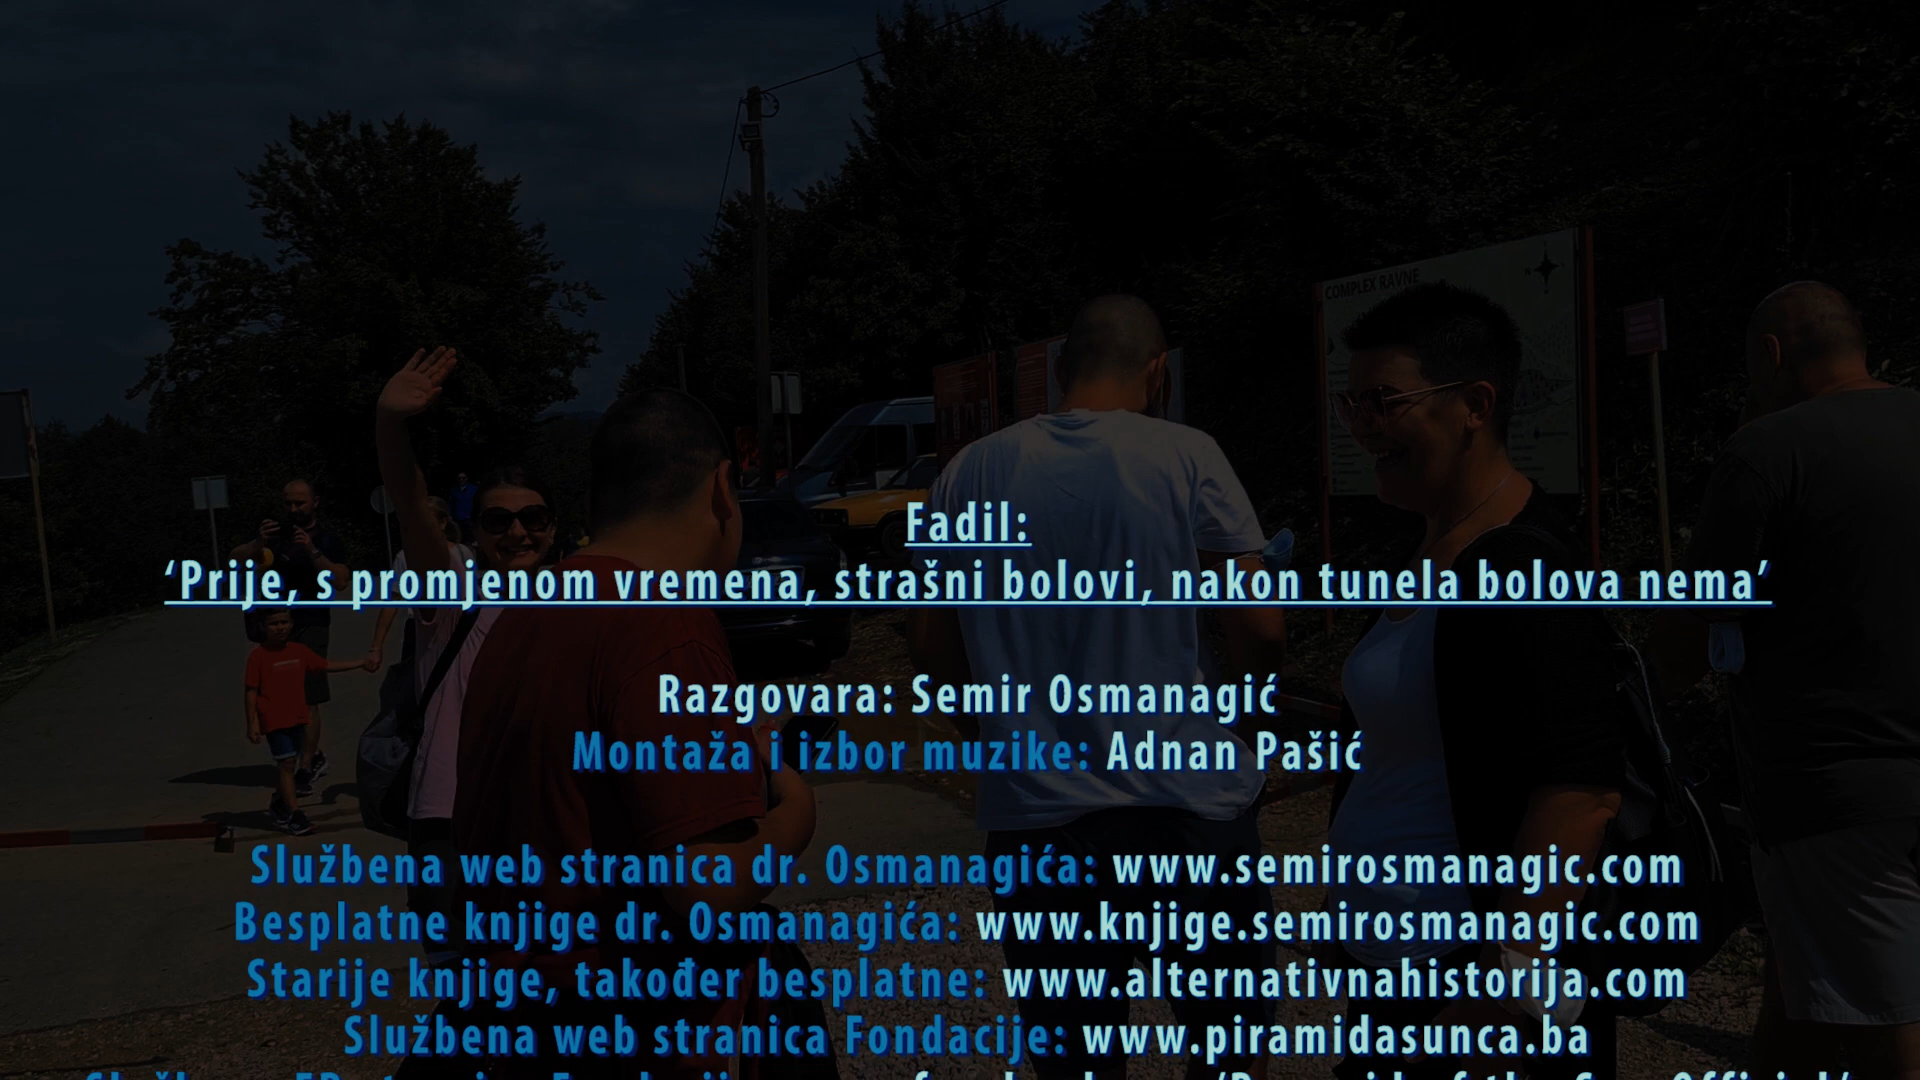 COMPLEX RAVNE
Fadil:
‘Prije, s promjenom vremena, strašni bolovi, nakon tunela bolova nema’
Razgovara: Semir Osmanagić
Montaža i izbor muzike: Adnan Pašić
Službena web stranica dr. Osmanagića: www.semirosmanagic.com
Besplatne knjige dr. Osmanagića: www.knjige.semirosmanagic.com
Starije knjige, također besplatne: www.alternativnahistorija.com
Službena web stranica Fondacije: www.piramidasunca.ba